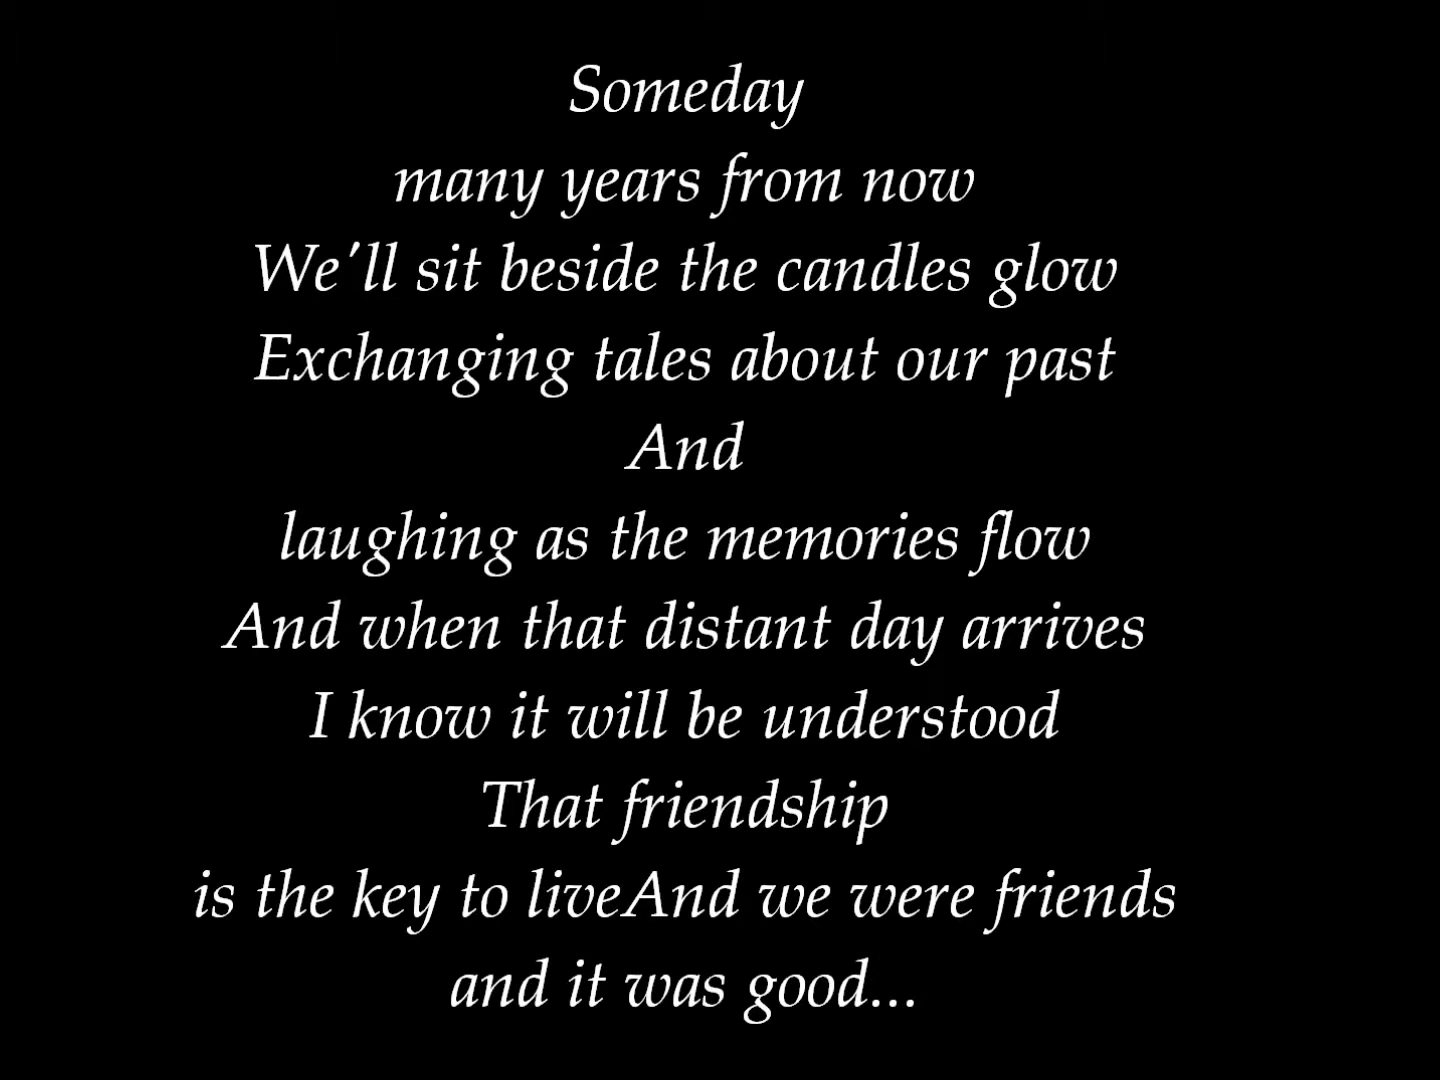 Someday
many years from now
We'll sit beside the candles glow
Exchanging tales about our past
And
laughing as the memories flow
And when that distant day arrives
I know it will be understood
That friendship
is the key to liveAnd we were friends
and it was good...